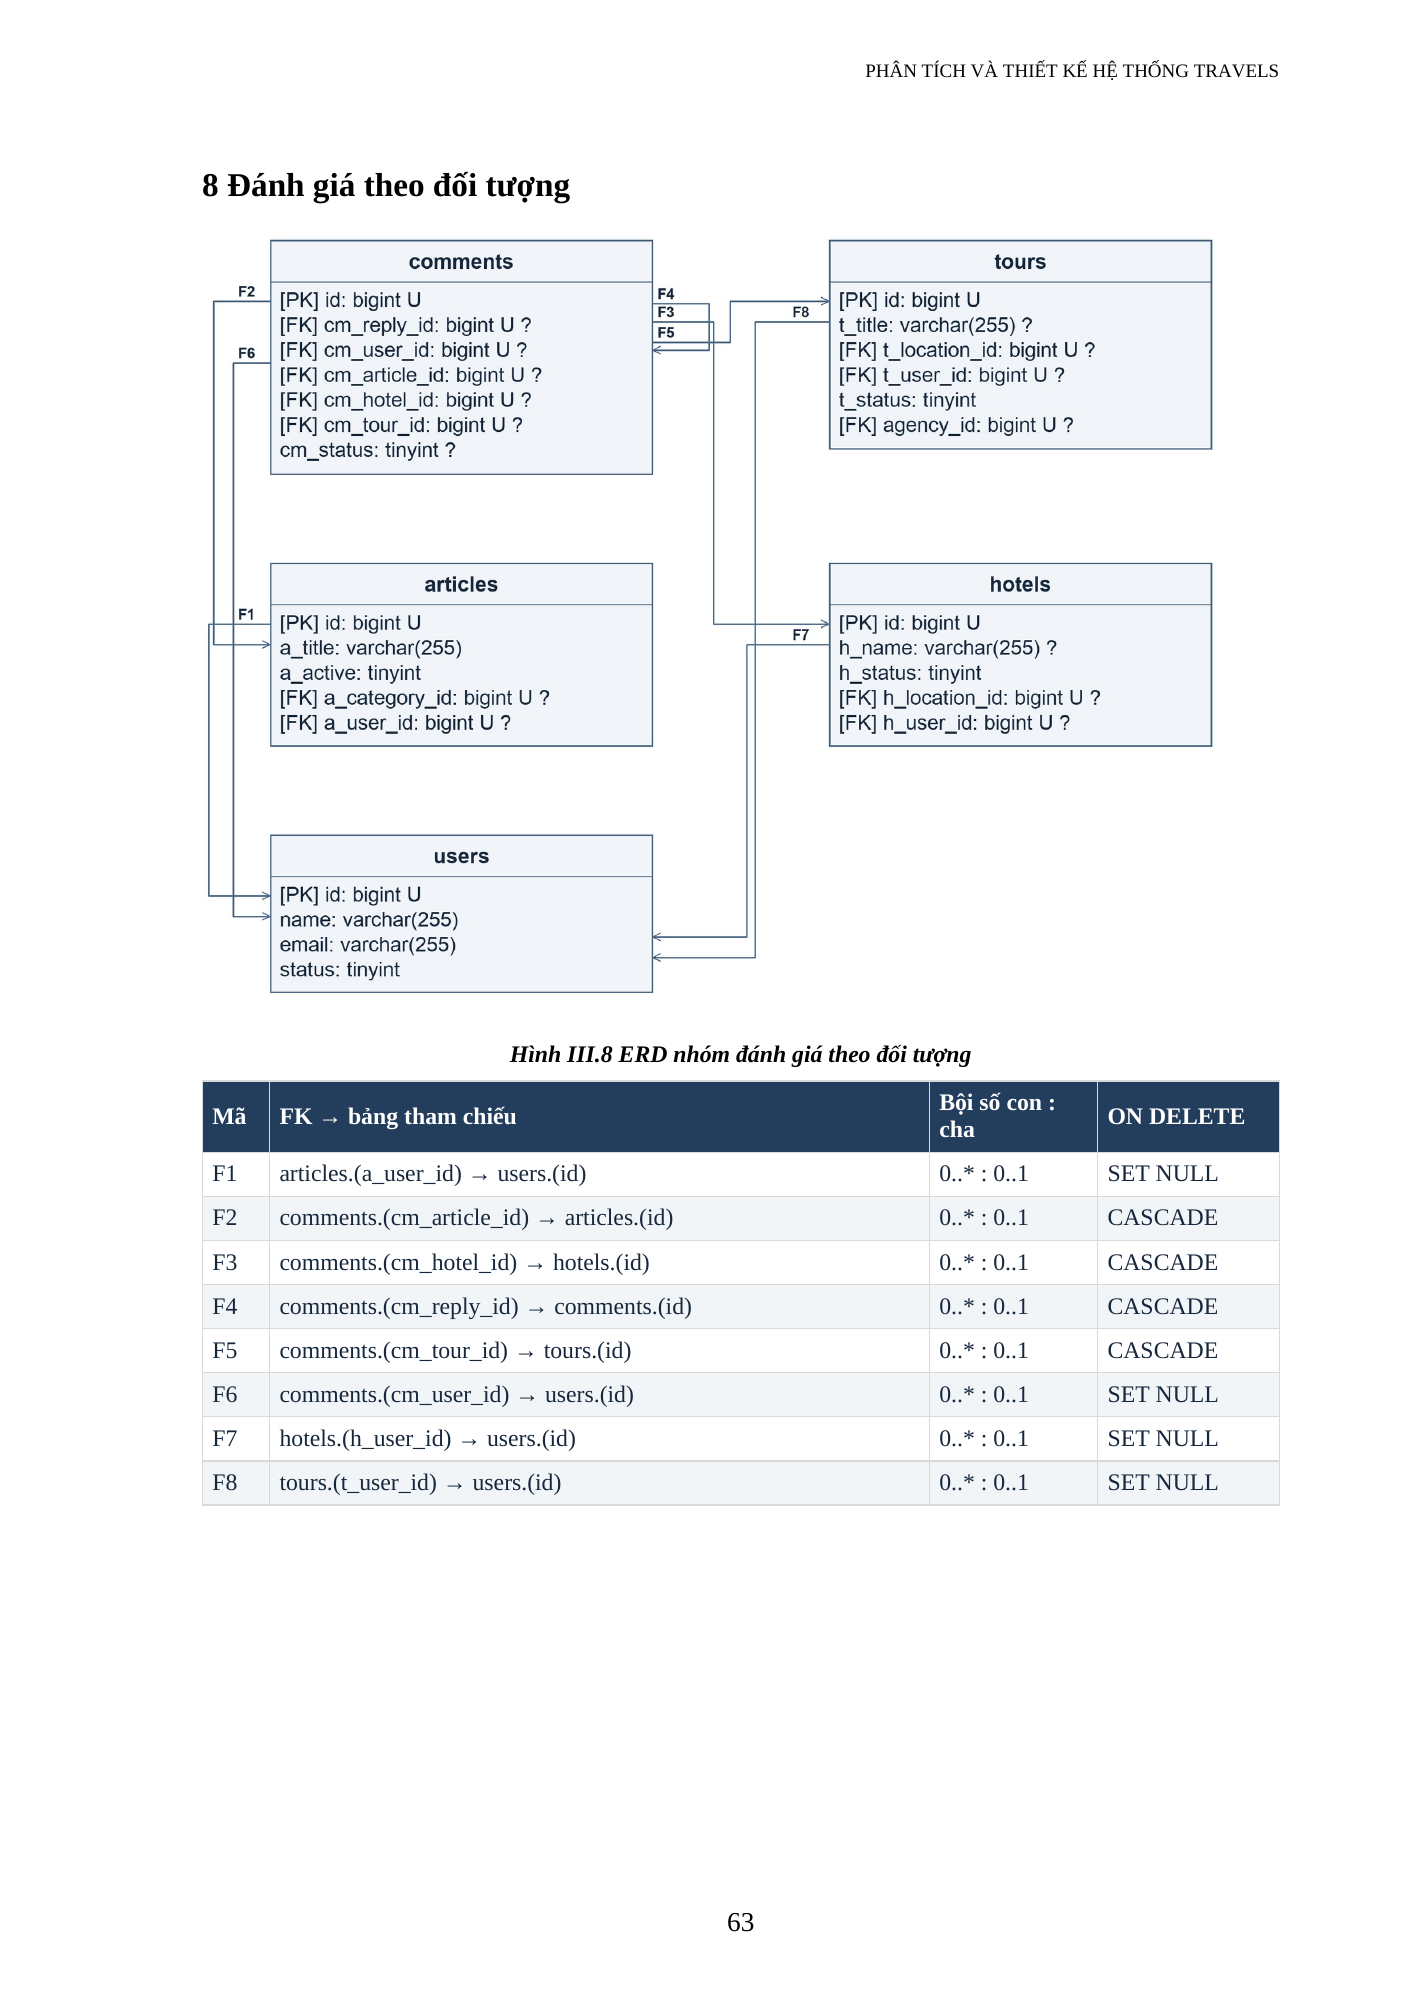 PHÂN TÍCH VÀ THIẾT KẾ HỆ THỐNG TRAVELS
8 Đánh giá theo đối tượng
comments
[PK] id: bigint U
[FK] cm_reply_id: bigint U ?
[FK] cm_user_id: bigint U ?
[FK] cm_article_id: bigint U ?
[FK] cm_hotel_id: bigint U ?
[FK] cm_tour_id: bigint U ?
cm_status: tinyint ?
F2
F6
F4
F3
F5
tours
[PK] id: bigint U
t_title: varchar(255) ?
[FK] t_location_id: bigint U ?
[FK] t_user_id: bigint U ?
t_status: tinyint
[FK] agency_id: bigint U ?
F8
articles
[PK] id: bigint U
a_title: varchar(255)
a_active: tinyint
[FK] a_category_id: bigint U ?
[FK] a_user_id: bigint U ?
F1
hotels
[PK] id: bigint U
h_name: varchar(255) ?
h_status: tinyint
[FK] h_location_id: bigint U ?
[FK] h_user_id: bigint U ?
F7
users
[PK] id: bigint U
name: varchar(255)
email: varchar(255)
status: tinyint
Hình III.8 ERD nhóm đánh giá theo đối tượng
Mã FK → bảng tham chiếu Bội số con : cha ON DELETE
F1 articles.(a_user_id) → users.(id) 0..* : 0..1 SET NULL
F2 comments.(cm_article_id) → articles.(id) 0..* : 0..1 CASCADE
F3 comments.(cm_hotel_id) → hotels.(id) 0..* : 0..1 CASCADE
F4 comments.(cm_reply_id) → comments.(id) 0..* : 0..1 CASCADE
F5 comments.(cm_tour_id) → tours.(id) 0..* : 0..1 CASCADE
F6 comments.(cm_user_id) → users.(id) 0..* : 0..1 SET NULL
F7 hotels.(h_user_id) → users.(id) 0..* : 0..1 SET NULL
F8 tours.(t_user_id) → users.(id) 0..* : 0..1 SET NULL
63